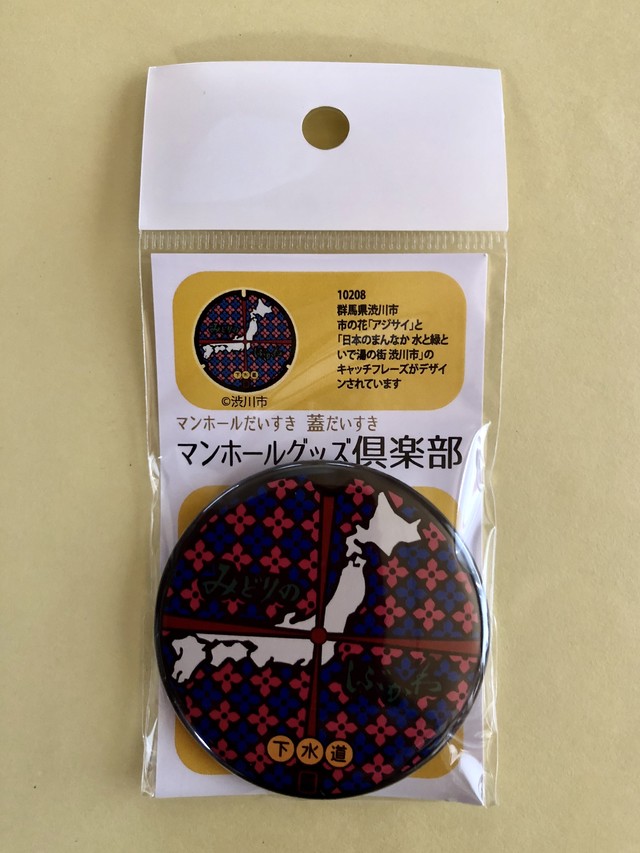 10208
群馬県渋川市
市の花「アジサイ」と
「日本のまんなか 水と緑と
いで湯の街 渋川市」の
キャッチフレーズがデザイ
ンされています
©渋川市
マンホールだいすき 蓋だいすき
マンホールグッズ倶楽部
みどりの
しぶかわ
下水道